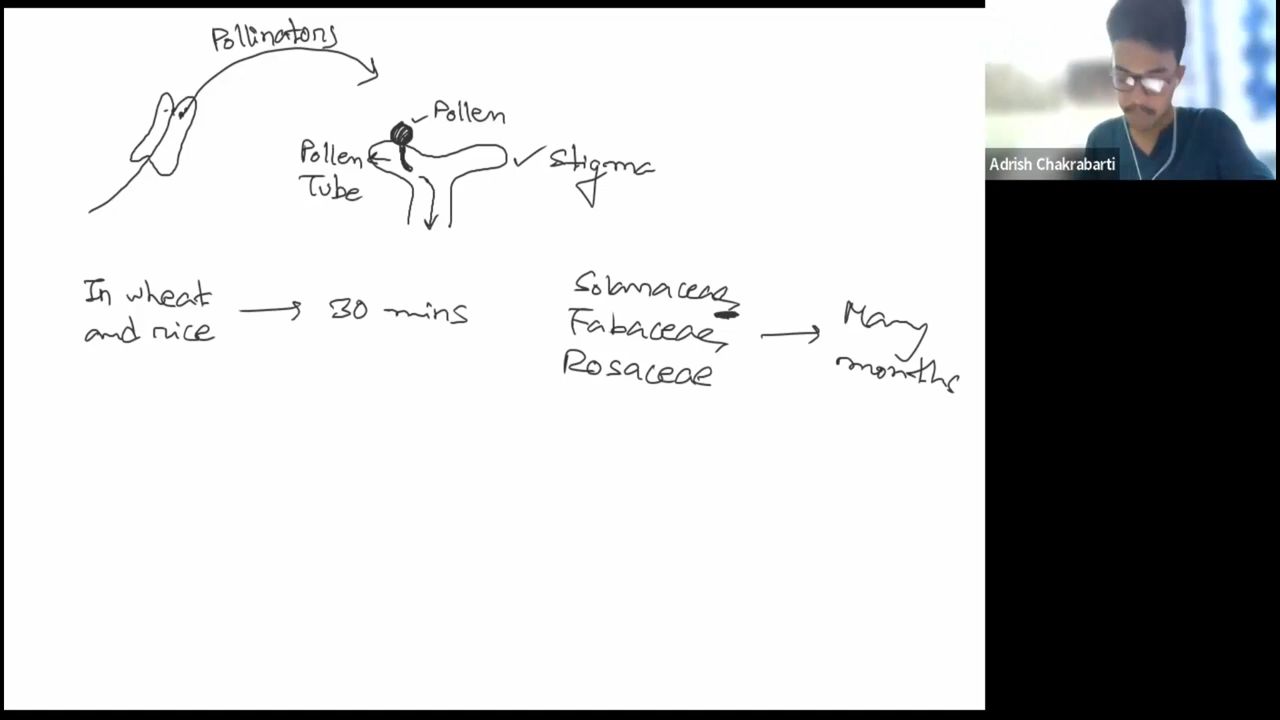 Pollinators
Pollen
Pollen
Tube
Stigma
In wheat
and rice
30 mins
Solanaceae,
Fabaceae,
Rosaceae
Many
months
Adrish Chakrabarti